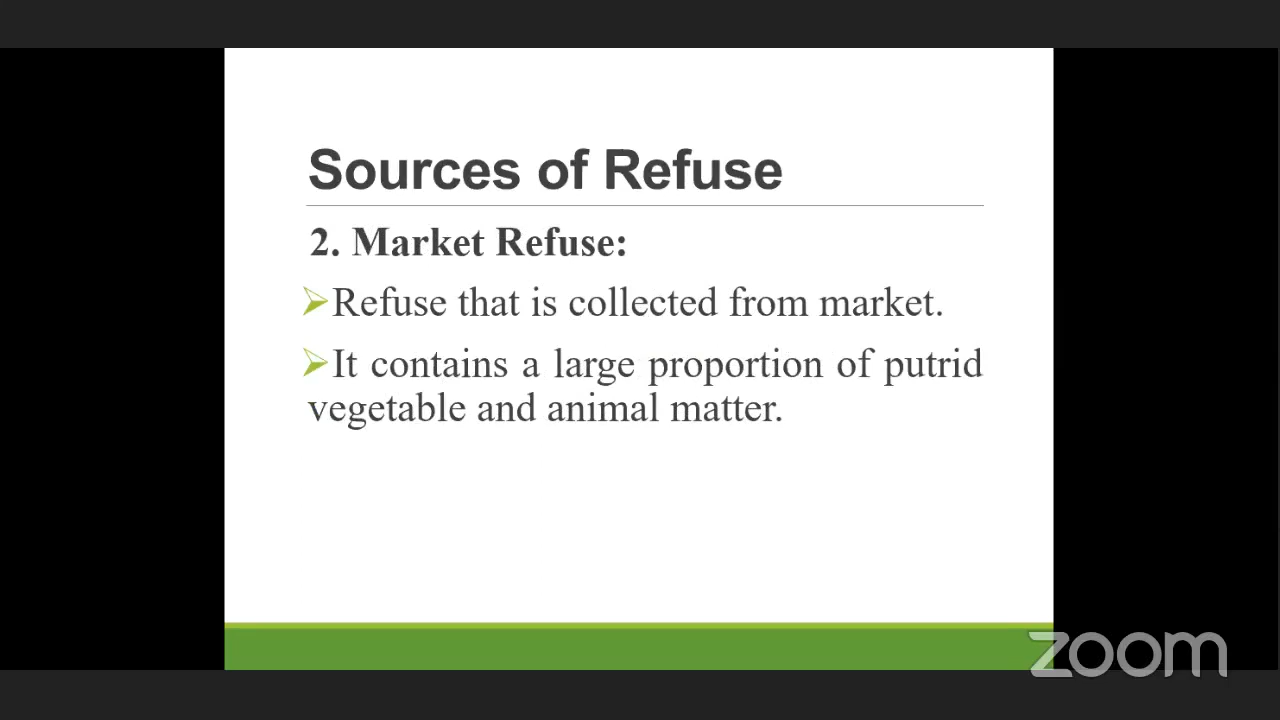 Sources of Refuse
2. Market Refuse:
➢Refuse that is collected from market.
➢It contains a large proportion of putrid
vegetable and animal matter.
zoom